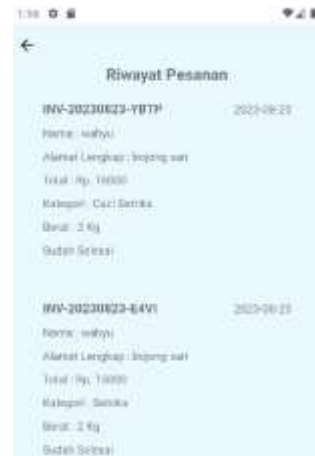 Riwayat Pesanan
INV-20230823-YBTP 2023-08-23
Nama : wahyu
Alamat Lengkap : bojong sari
Total : Rp.
Kategori : Cuci Setrika
Berat : 2 Kg
Sudah Selesai
INV-20230823-E4VI 2023-08-23
Nama : wahyu
Alamat Lengkap : bojong sari
Total : Rp.
Kategori : Setrika
Berat : 2 Kg
Sudah Selesai